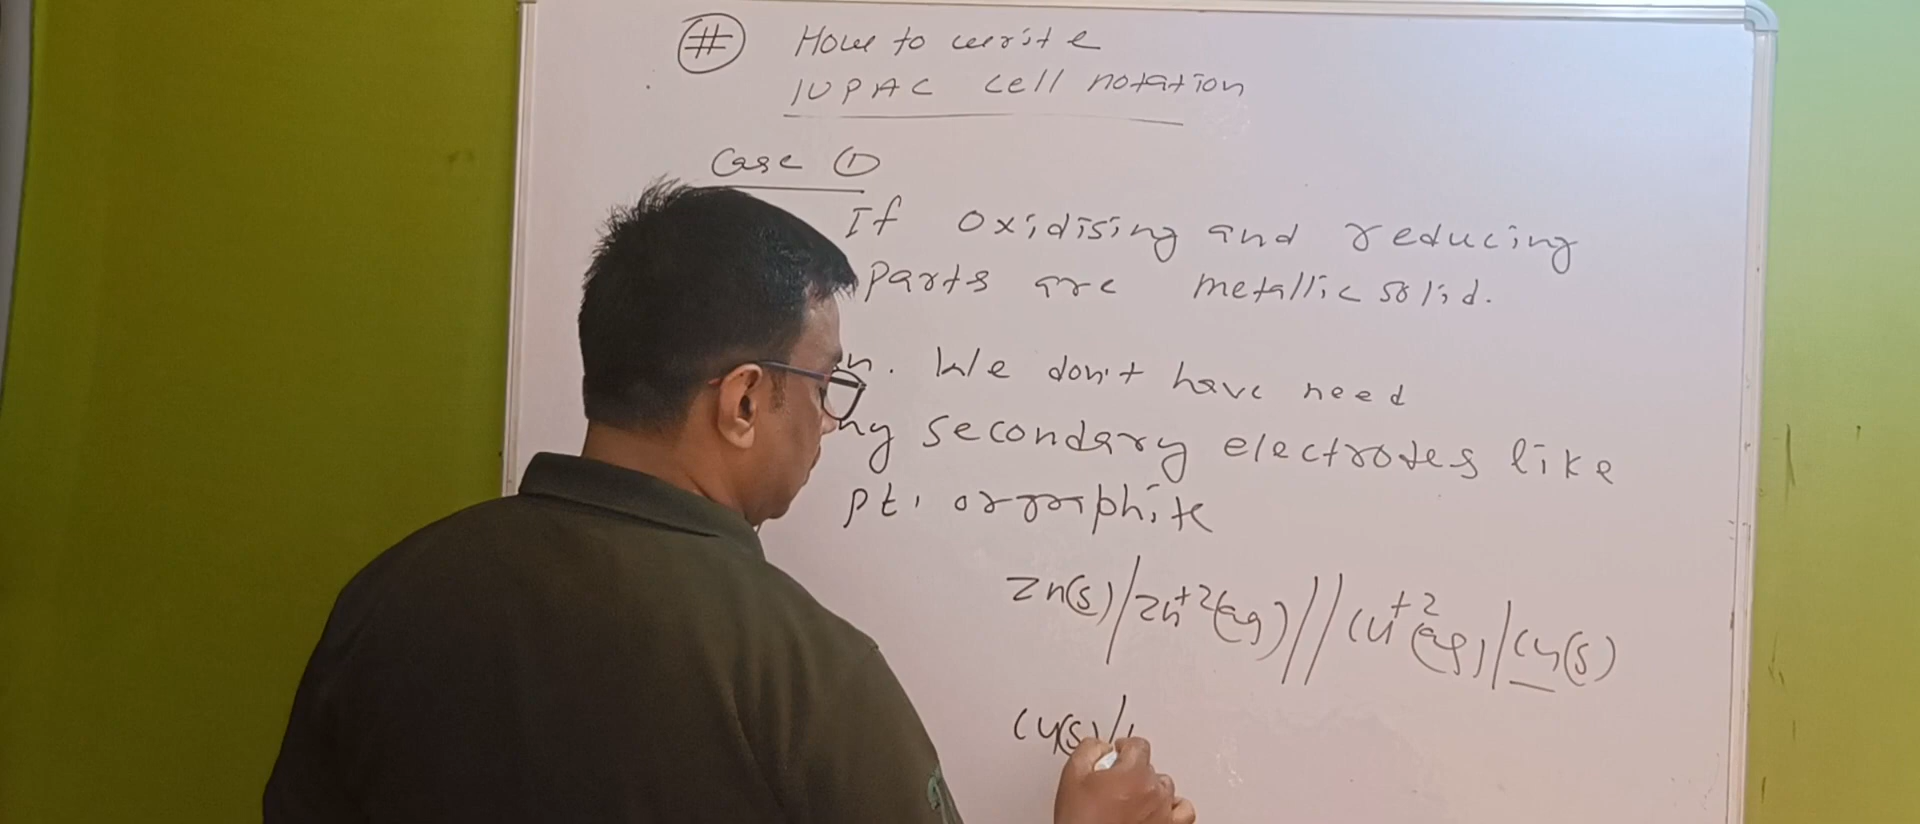 # How to write
IUPAC cell notation
Case ①
If oxidising and reducing
parts are metallic solid.
We don't have need
secondary electrodes like
pt. or graphite
Zn(s)/Zn+2(aq)//Cu+2(aq)/Cu(s)
Cu(s)/